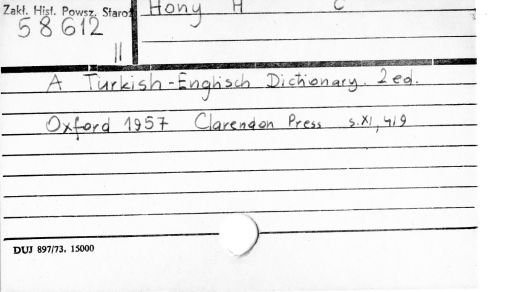 Zakł. Hist. Powsz. Staroż
Hony H C
58612
II
A Turkish-Englisch Dictionary. 2 ed.
Oxford 1957 Clarendon Press s. XI, 419
DUJ 897/73. 15000